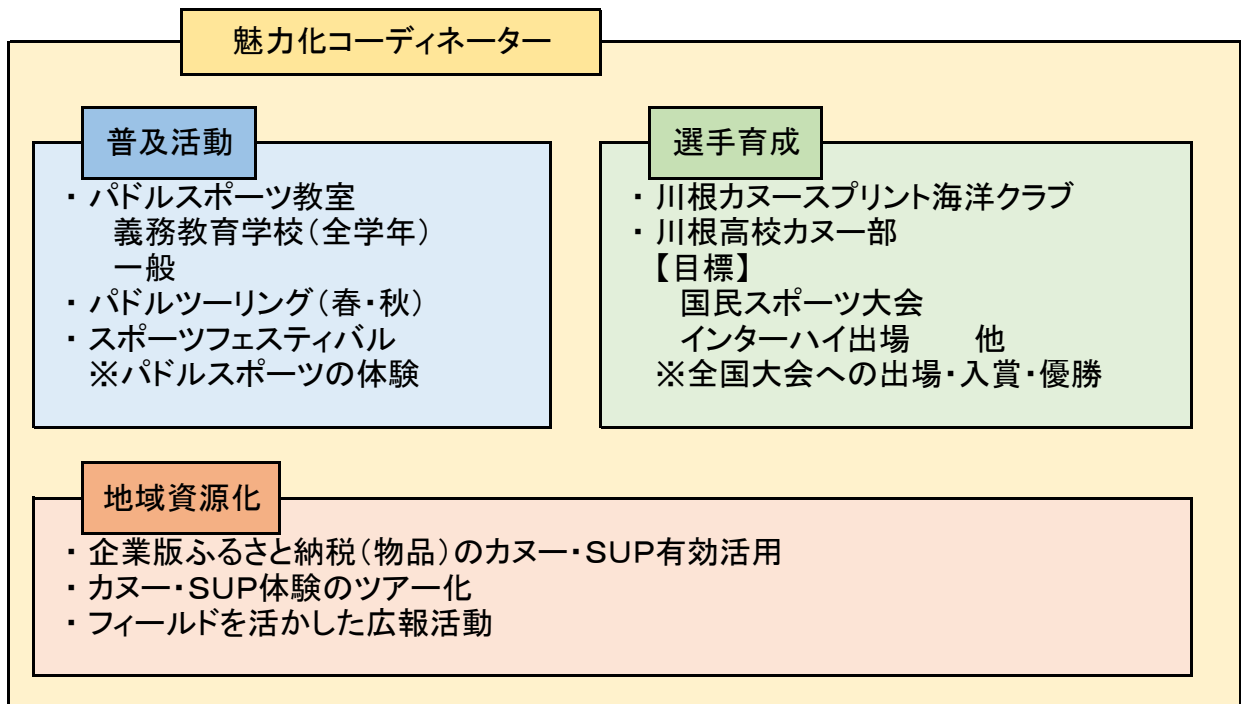 魅力化コーディネーター
普及活動
・パドルスポーツ教室
義務教育学校（全学年）
一般
・パドルツーリング（春・秋）
・スポーツフェスティバル
※パドルスポーツの体験
選手育成
・川根カヌースプリント海洋クラブ
・川根高校カヌー部
【目標】
国民スポーツ大会
インターハイ出場　　他
※全国大会への出場・入賞・優勝
地域資源化
・企業版ふるさと納税（物品）のカヌー・ＳＵＰ有効活用
・カヌー・ＳＵＰ体験のツアー化
・フィールドを活かした広報活動